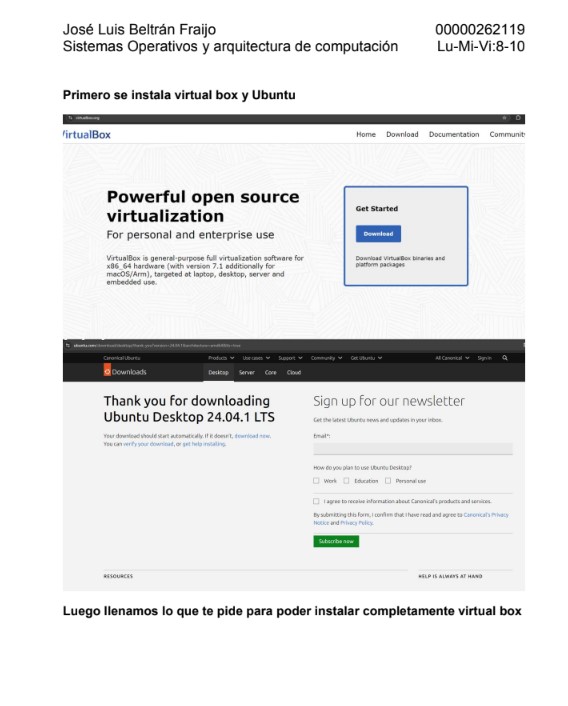 José Luis Beltrán Fraijo 00000262119
Sistemas Operativos y arquitectura de computación Lu-Mi-Vi:8-10
Primero se instala virtual box y Ubuntu
virtualbox.org
VirtualBox Home Download Documentation Community
Powerful open source
virtualization
For personal and enterprise use
VirtualBox is general-purpose full virtualization software for
x86_64 hardware (with version 7.1 additionally for
macOS/Arm), targeted at laptop, desktop, server and
embedded use.
Get Started
Download
Download VirtualBox binaries and
platform packages
Canonical Ubuntu Products Use cases Support Community Get Ubuntu All Canonical Sign in
Downloads Desktop Server Core Cloud
Thank you for downloading
Ubuntu Desktop 24.04.1 LTS
Your download should start automatically. If it doesn't, download now.
You can verify your download, or get help installing.
Sign up for our newsletter
Get the latest Ubuntu news and updates in your inbox.
Email*:
How do you plan to use Ubuntu Desktop?
Work Education Personal use
I agree to receive information about Canonical's products and services.
By submitting this form, I confirm that I have read and agree to Canonical's Privacy
Notice and Privacy Policy.
Subscribe now
RESOURCES HELP IS ALWAYS AT HAND
Luego llenamos lo que te pide para poder instalar completamente virtual box